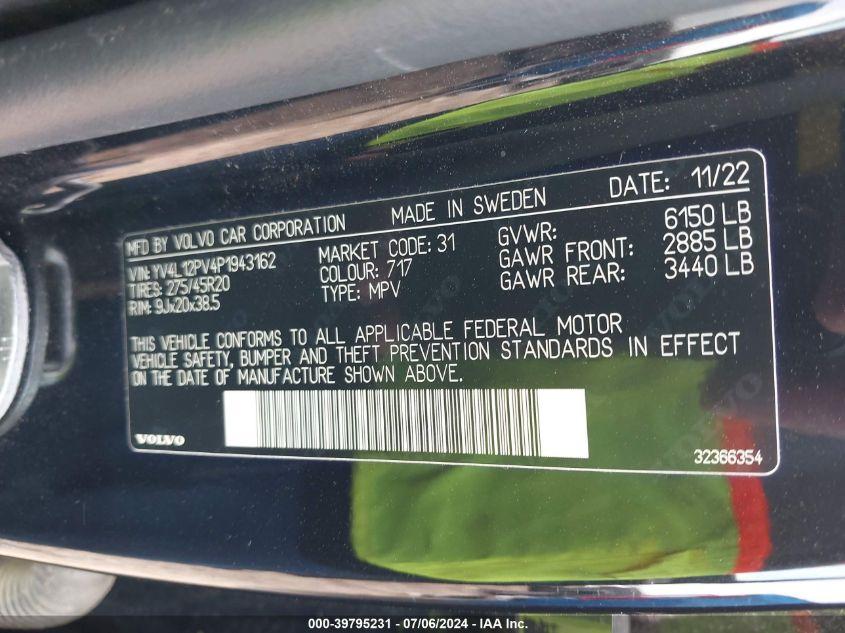 MFD BY VOLVO CAR CORPORATION MADE IN SWEDEN DATE: 11/22
VIN: YV4L12PV4P1943162 MARKET CODE: 31 GVWR: 6150 LB
TIRES: 275/45R20 COLOUR: 717 GAWR FRONT: 2885 LB
RIM: 9Jx20x38.5 TYPE: MPV GAWR REAR: 3440 LB
THIS VEHICLE CONFORMS TO ALL APPLICABLE FEDERAL MOTOR
VEHICLE SAFETY, BUMPER AND THEFT PREVENTION STANDARDS IN EFFECT
ON THE DATE OF MANUFACTURE SHOWN ABOVE.
VOLVO
32366354
VOLVO
000-39795231 - 07/06/2024 - IAA Inc.